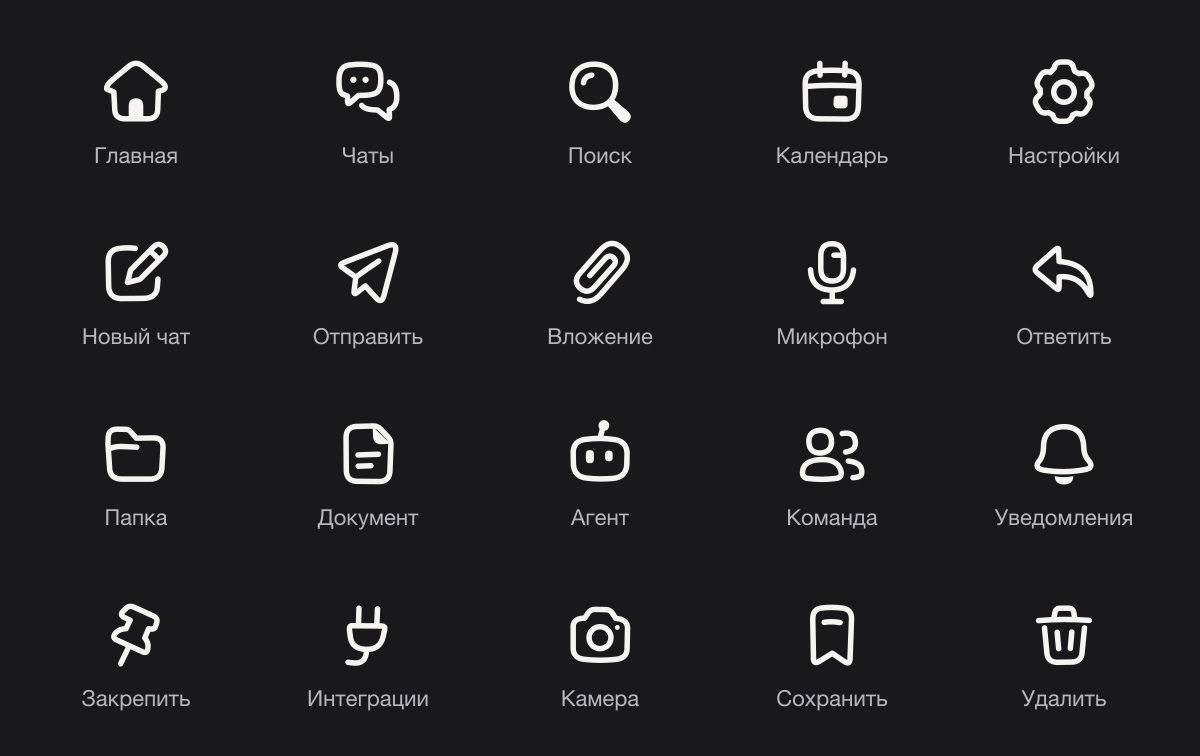 Главная
Чаты
Поиск
Календарь
Настройки
Новый чат
Отправить
Вложение
Микрофон
Ответить
Папка
Документ
Агент
Команда
Уведомления
Закрепить
Интеграции
Камера
Сохранить
Удалить